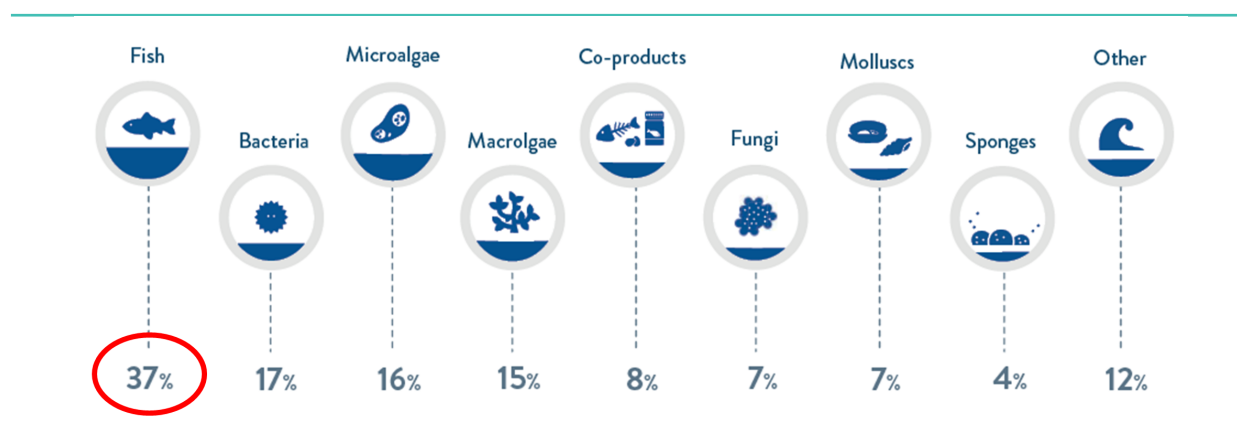 Fish
Microalgae
Co-products
Molluscs
Other
Bacteria
Macrolgae
Fungi
Sponges
37%
17%
16%
15%
8%
7%
7%
4%
12%